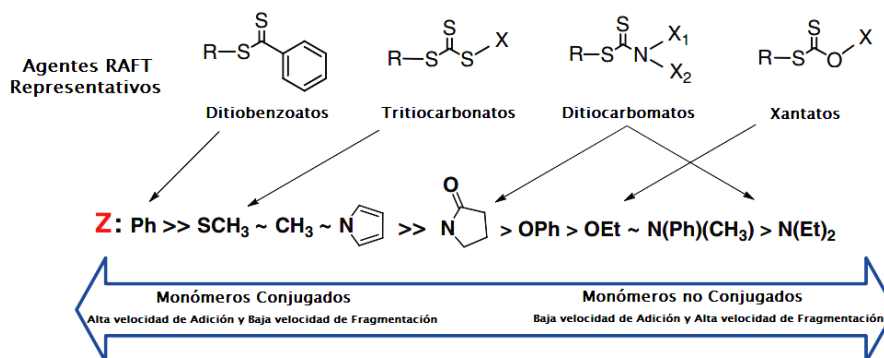 Agentes RAFT
Representativos
R S S
R S S S X
R S S N X₁ X₂
R S S O X
Ditiobenzoatos Tritiocarbonatos Ditiocarbomatos Xantatos
Z: Ph >> SCH₃ ~ CH₃ ~ N >> N O > OPh > OEt ~ N(Ph)(CH₃) > N(Et)₂
Monómeros Conjugados
Alta velocidad de Adición y Baja velocidad de Fragmentación
Monómeros no Conjugados
Baja velocidad de Adición y Alta velocidad de Fragmentación